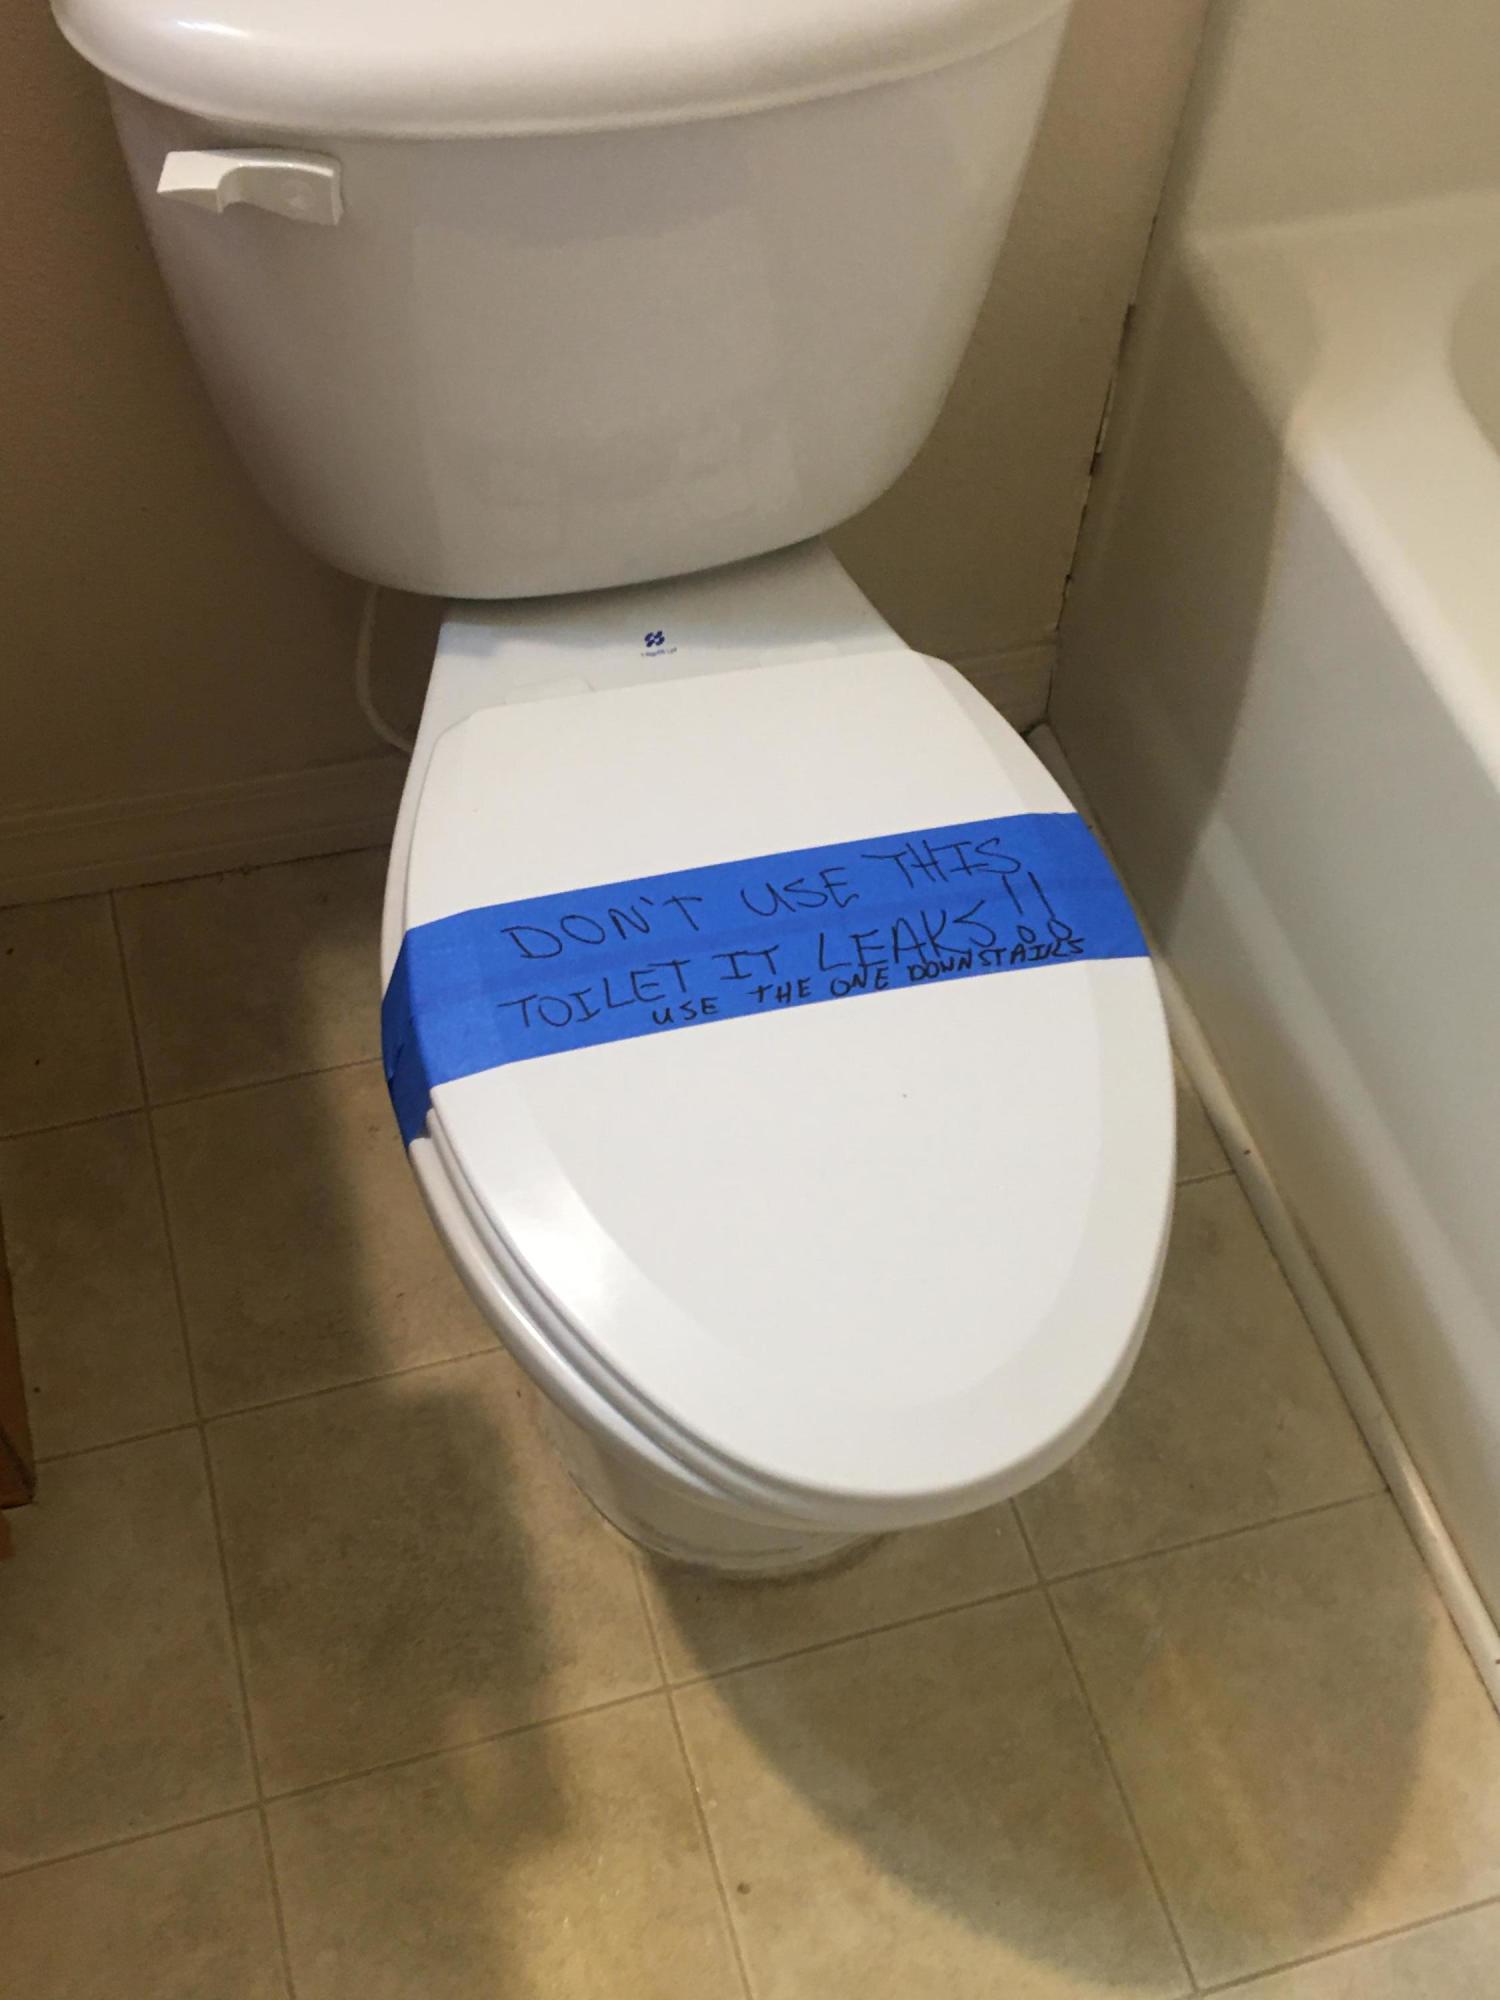 DON'T USE THIS
TOILET IT LEAKS!!
USE THE ONE DOWNSTAIRS